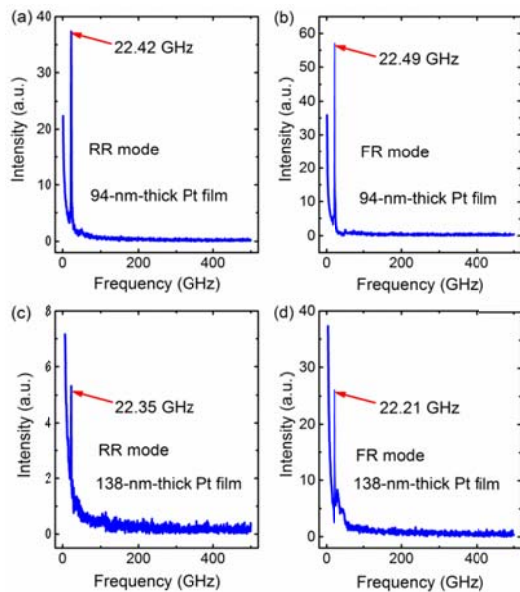 (a)
40
30
20
10
0
Intensity (a.u.)
22.42 GHz
RR mode
94-nm-thick Pt film
0 200 400
Frequency (GHz)
(b)
60
50
40
30
20
10
0
Intensity (a.u.)
22.49 GHz
FR mode
94-nm-thick Pt film
0 200 400
Frequency (GHz)
(c)
8
6
4
2
0
Intensity (a.u.)
22.35 GHz
RR mode
138-nm-thick Pt film
0 200 400
Frequency (GHz)
(d)
40
30
20
10
0
Intensity (a.u.)
22.21 GHz
FR mode
138-nm-thick Pt film
0 200 400
Frequency (GHz)